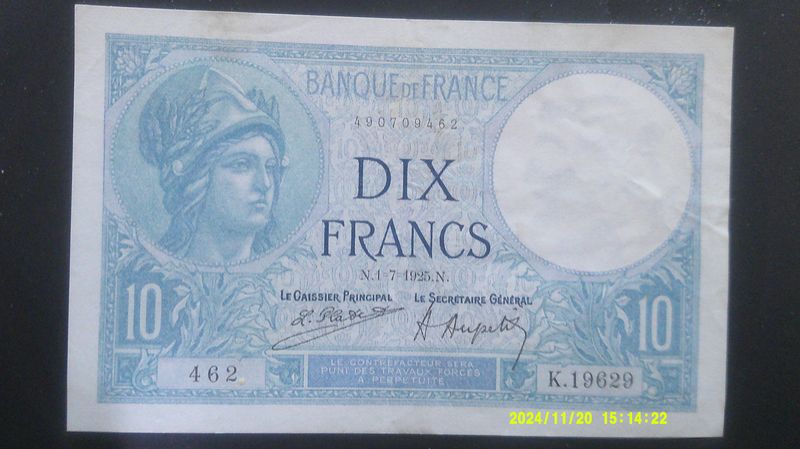 BANQUE DE FRANCE
490709462
DIX
FRANCS
N.1-7-1925.N.
LE CAISSIER PRINCIPAL LE SECRÉTAIRE GÉNÉRAL
10 10
LE CONTREFACTEUR SERA
PUNI DES TRAVAUX FORCÉS
A PERPÉTUITÉ
462 K.19629
2024/11/20 15:14:22